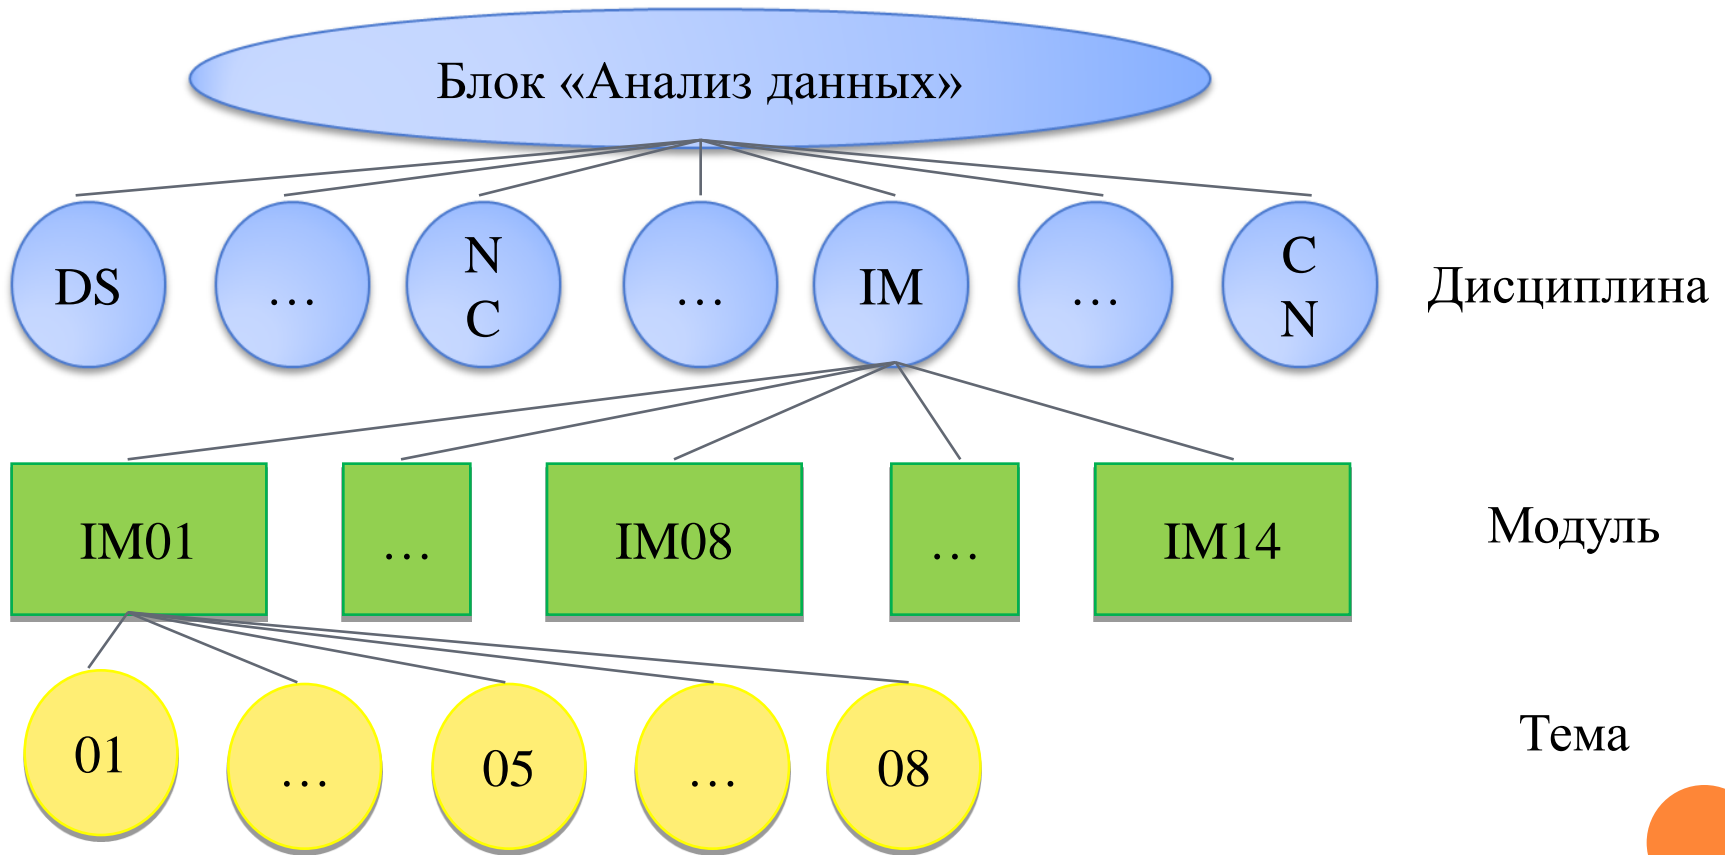 Блок «Анализ данных»
DS
…
N
C
…
IM
…
C
N
Дисциплина
IM01
…
IM08
…
IM14
Модуль
01
…
05
…
08
Тема